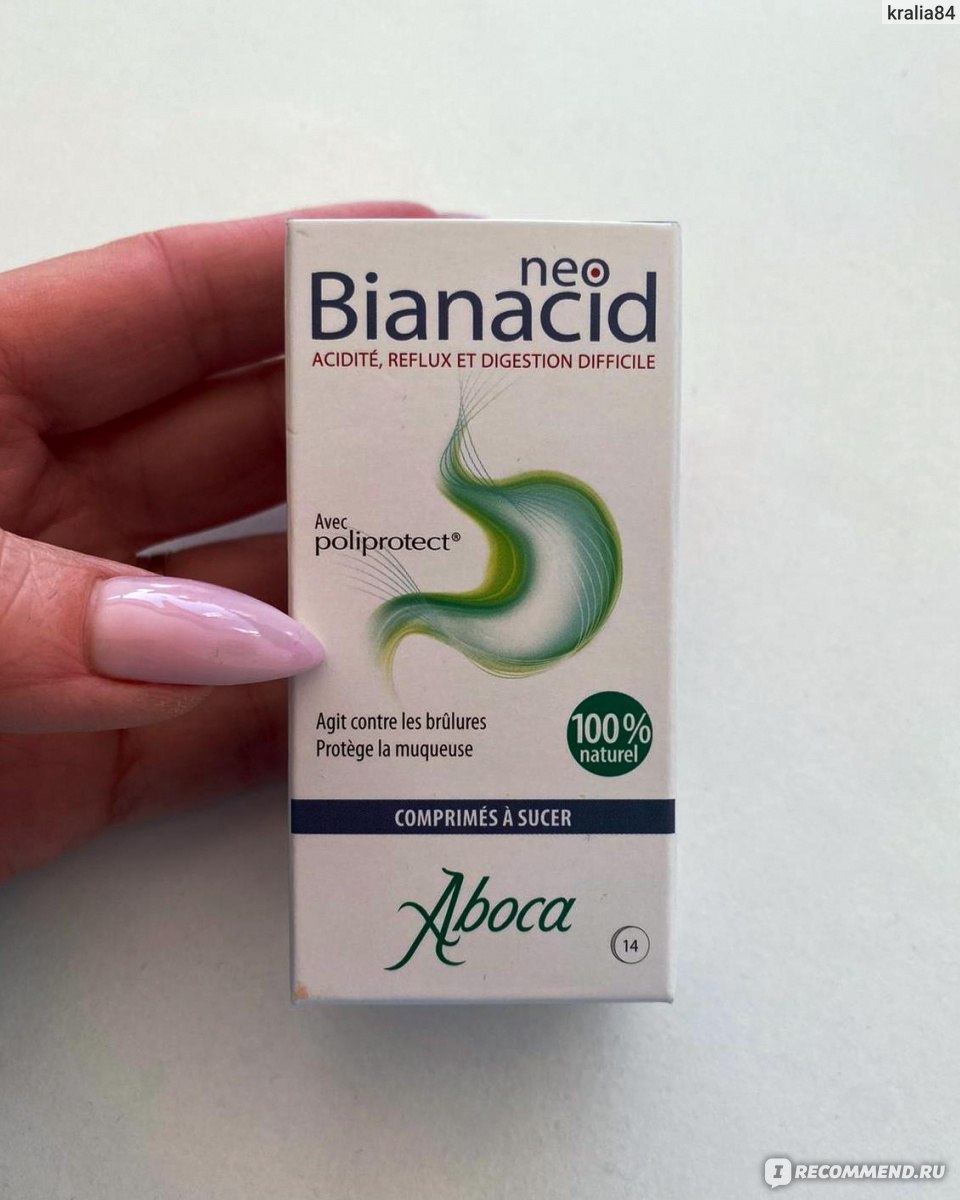 kralia84
neo
Bianacid
ACIDITÉ, REFLUX ET DIGESTION DIFFICILE
Avec
poliprotect®
Agit contre les brûlures
Protège la muqueuse
100%
naturel
COMPRIMÉS À SUCER
Aboca
14
I RECOMMEND.RU